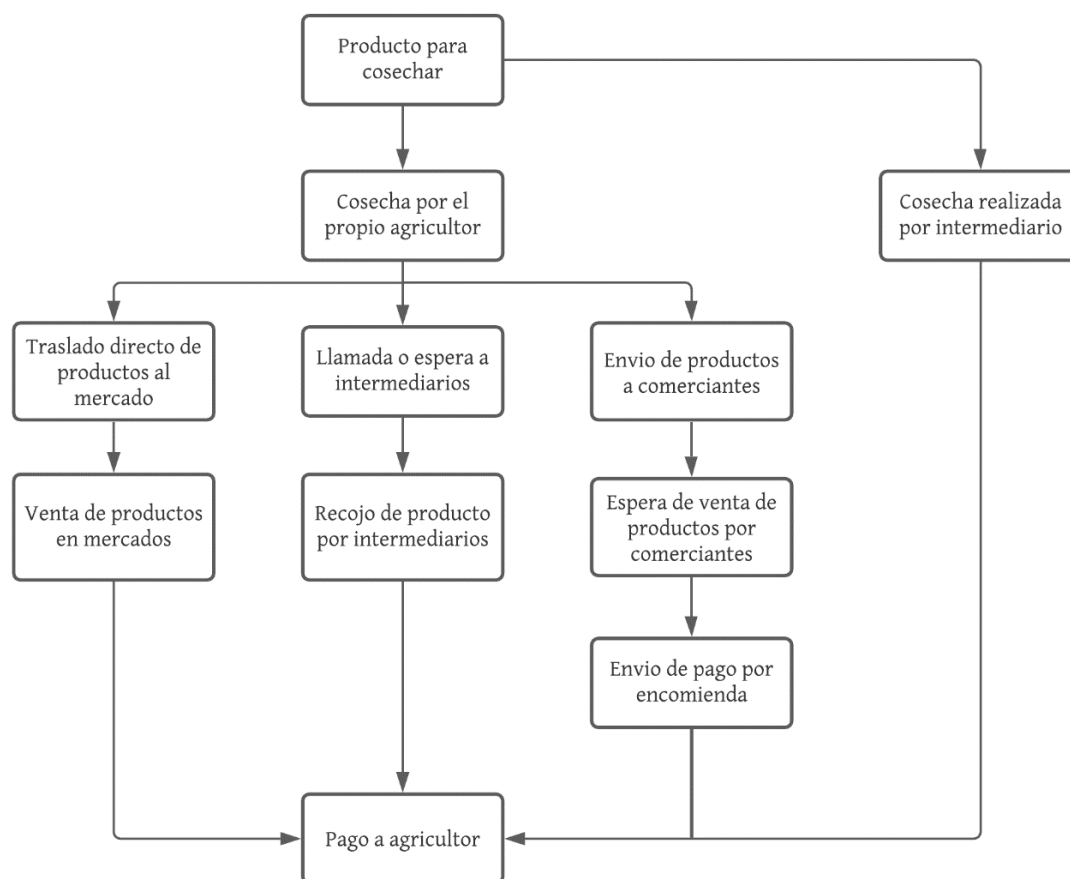 Producto para
cosechar
Cosecha por el
propio agricultor
Cosecha realizada
por intermediario
Traslado directo de
productos al
mercado
Llamada o espera a
intermediarios
Envio de productos
a comerciantes
Venta de productos
en mercados
Recojo de producto
por intermediarios
Espera de venta de
productos por
comerciantes
Envio de pago por
encomienda
Pago a agricultor